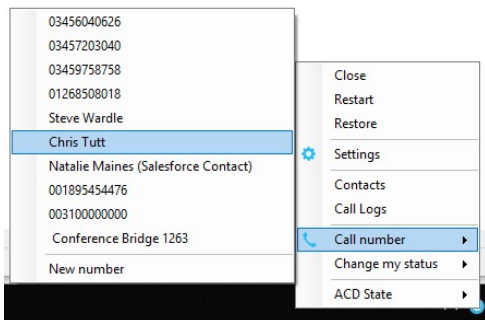 03456040626
03457203040
03459758758
01268508018
Steve Wardle
Chris Tutt
Natalie Maines (Salesforce Contact)
001895454476
003100000000
Conference Bridge 1263
New number
Close
Restart
Restore
Settings
Contacts
Call Logs
Call number
Change my status
ACD State